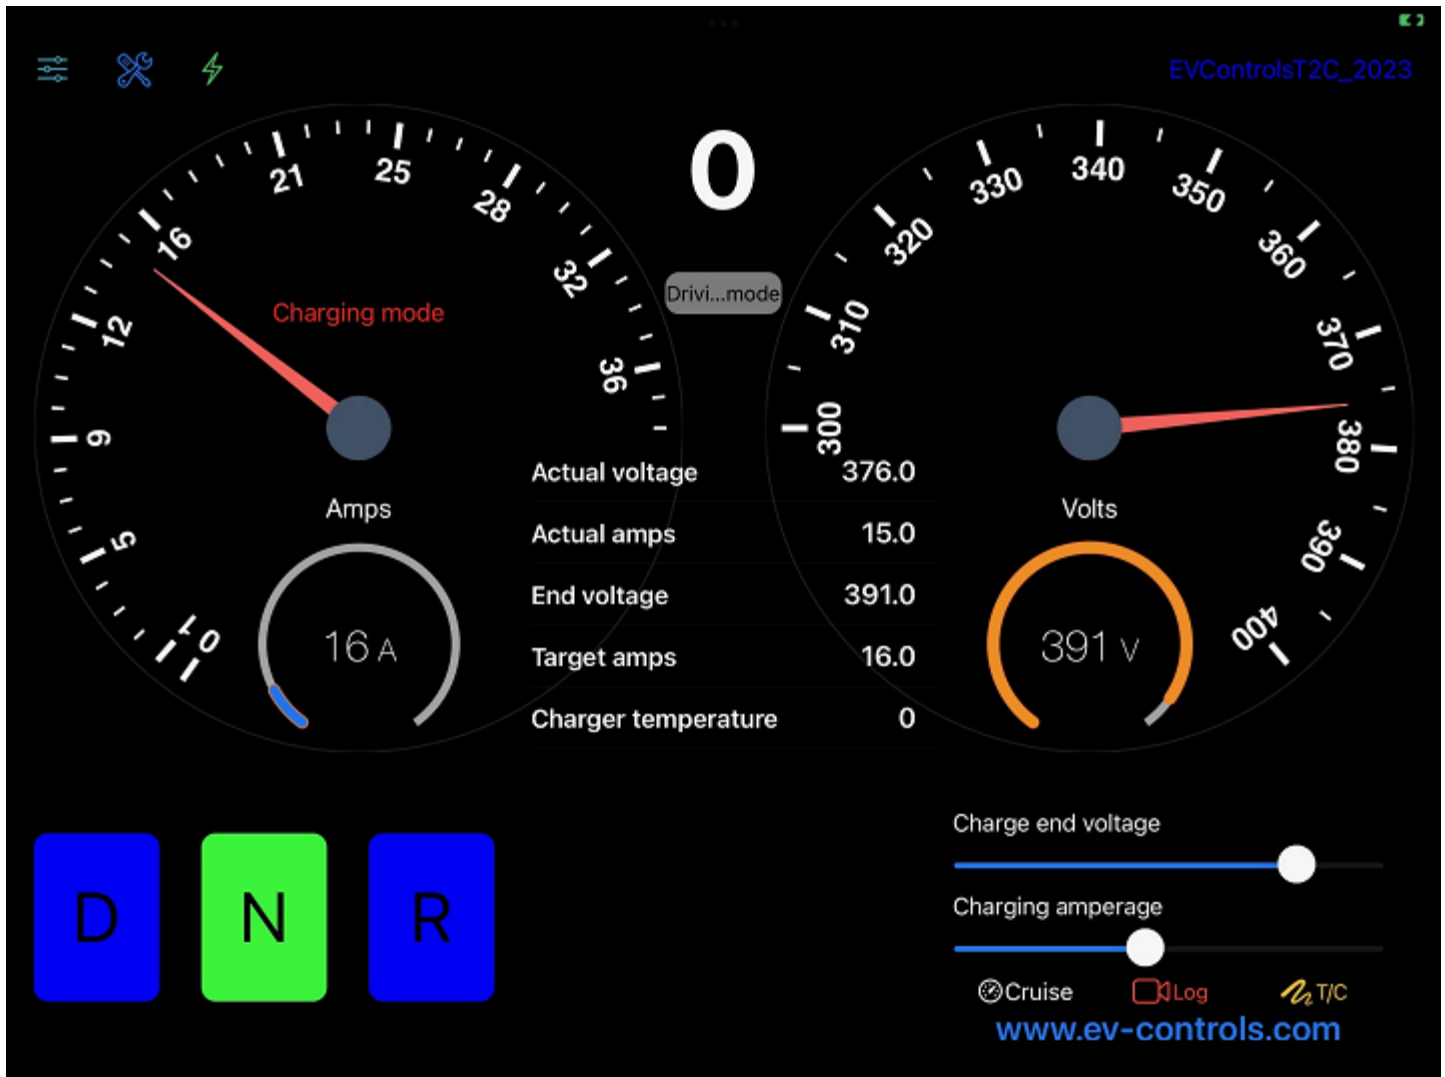 EVControlsT2C_2023
0
Drivi...mode
Charging mode
0 1 5 9 12 16 21 25 28 32 36
Amps
16 A
300 310 320 330 340 350 360 370 380 390 400
Volts
391 V
Actual voltage 376.0
Actual amps 15.0
End voltage 391.0
Target amps 16.0
Charger temperature 0
D N R
Charge end voltage
Charging amperage
Cruise Log T/C
www.ev-controls.com